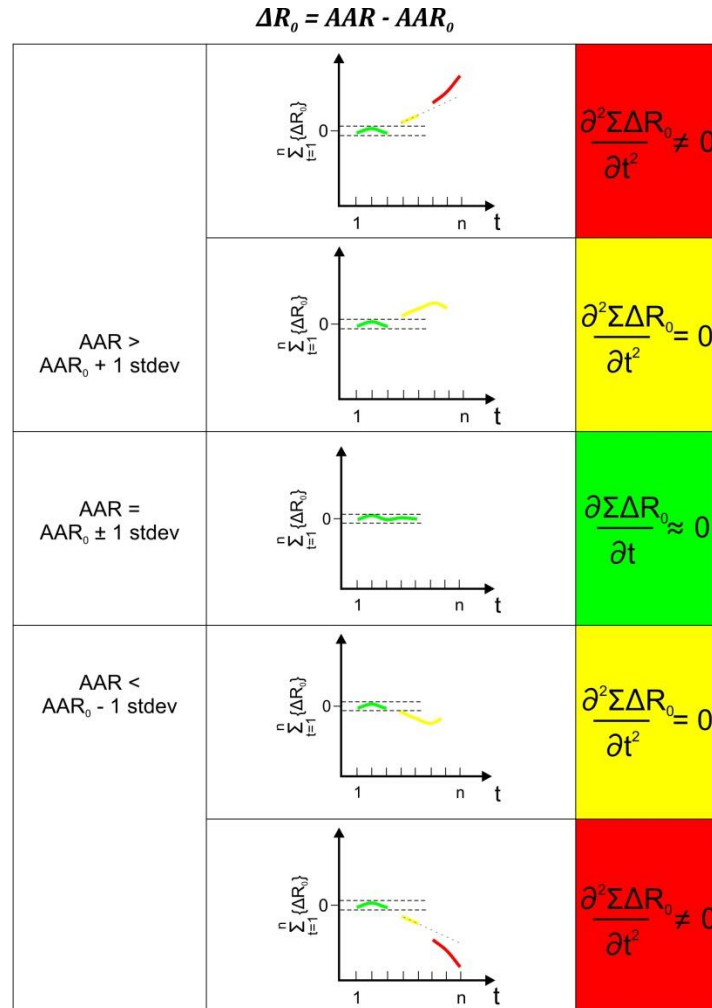 ΔR₀ = AAR - AAR₀
n
Σ {ΔR₀}
t=1
0
1
n
t
∂²ΣΔR₀
∂t²
≠ 0
AAR >
AAR₀ + 1 stdev
n
Σ {ΔR₀}
t=1
0
1
n
t
∂²ΣΔR₀
∂t²
= 0
AAR =
AAR₀ ± 1 stdev
n
Σ {ΔR₀}
t=1
0
1
n
t
∂ΣΔR₀
∂t
≈ 0
AAR <
AAR₀ - 1 stdev
n
Σ {ΔR₀}
t=1
0
1
n
t
∂²ΣΔR₀
∂t²
= 0
n
Σ {ΔR₀}
t=1
0
1
n
t
∂²ΣΔR₀
∂t²
≠ 0